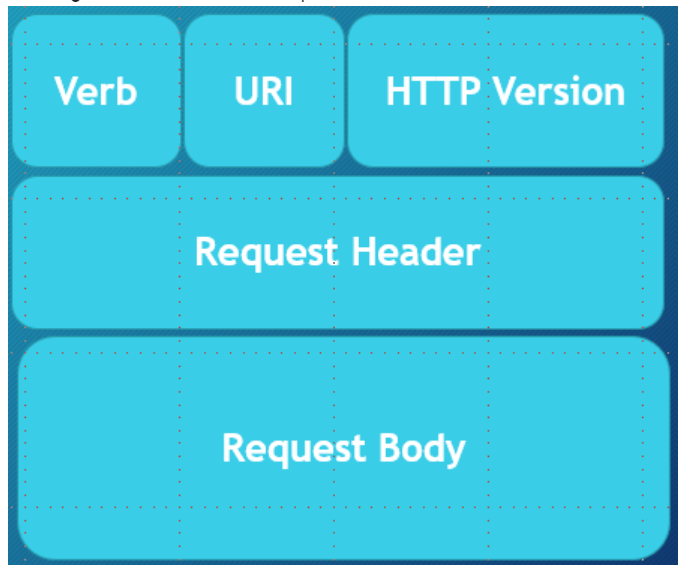 Verb URI HTTP Version
Request Header
Request Body